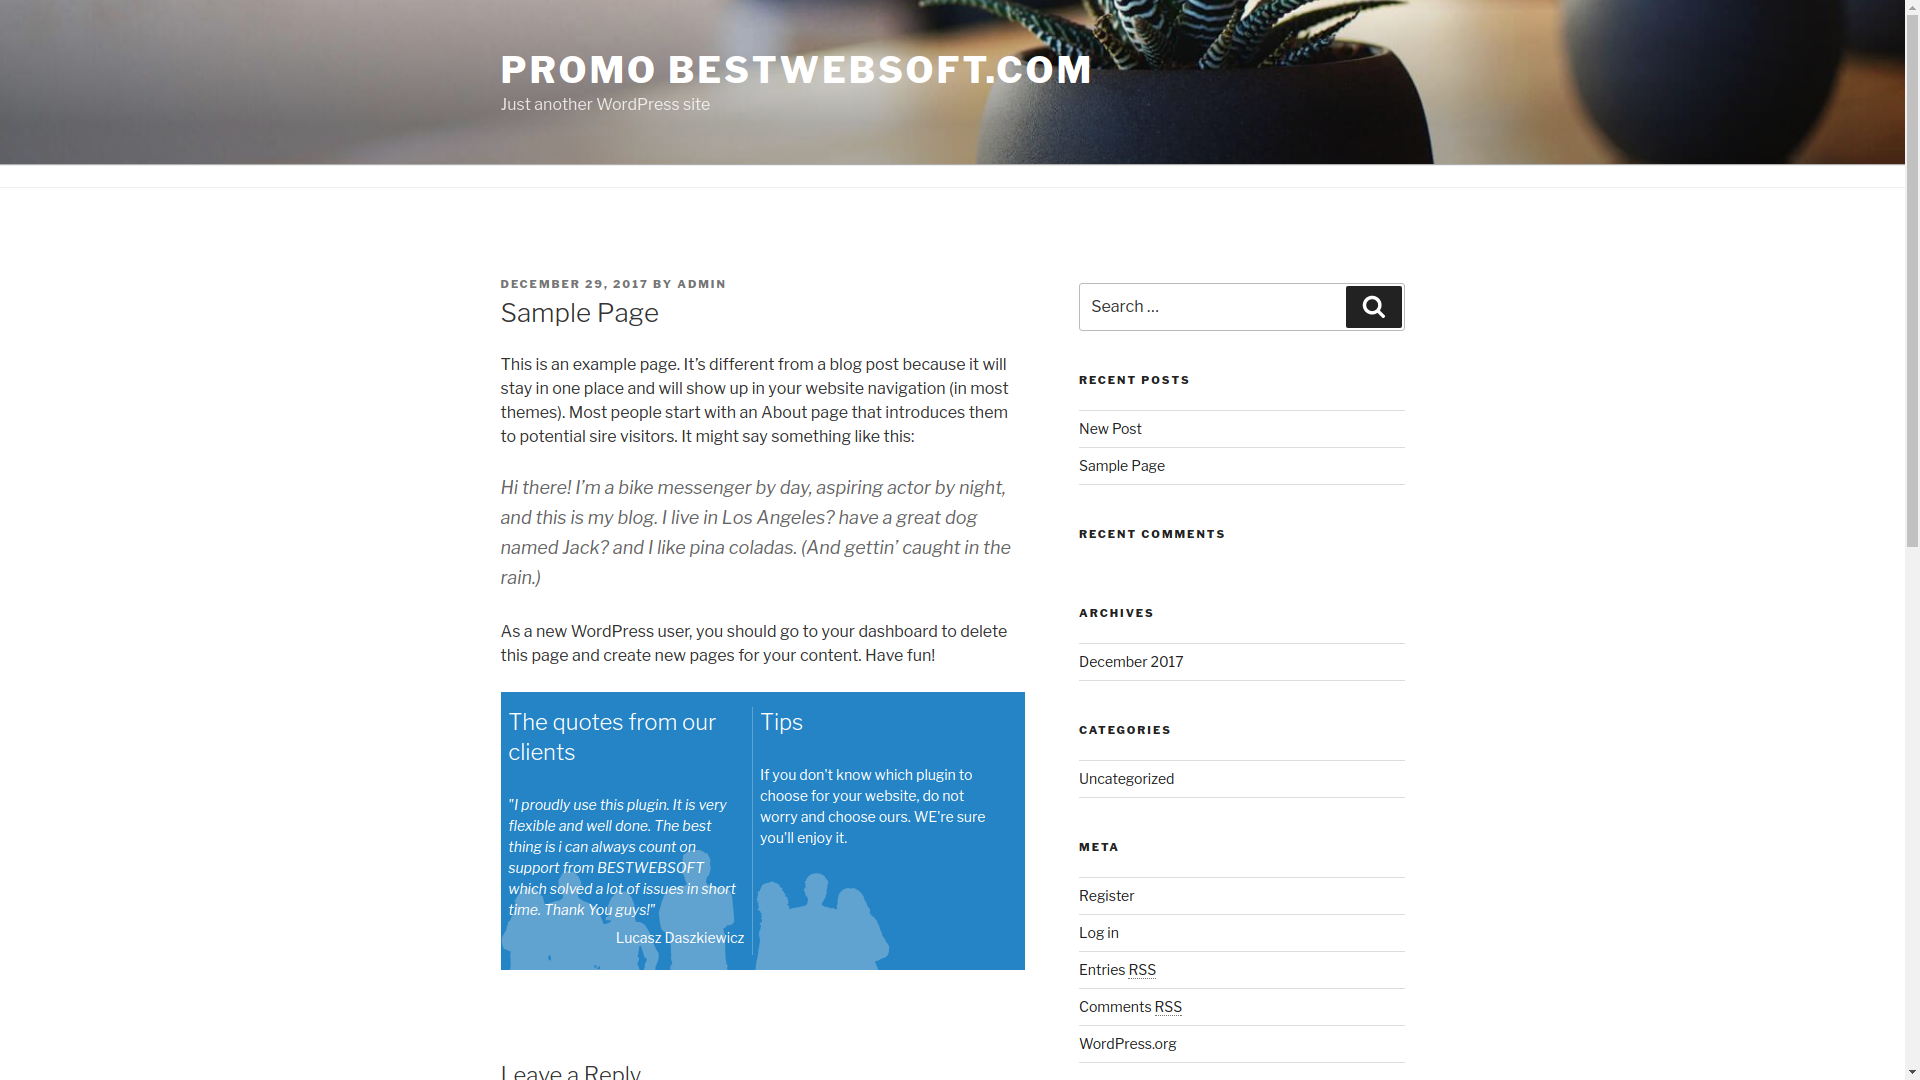 PROMO BESTWEBSOFT.COM
Just another WordPress site
DECEMBER 29, 2017 BY ADMIN
Sample Page
This is an example page. It’s different from a blog post because it will
stay in one place and will show up in your website navigation (in most
themes). Most people start with an About page that introduces them
to potential sire visitors. It might say something like this:
Hi there! I’m a bike messenger by day, aspiring actor by night,
and this is my blog. I live in Los Angeles? have a great dog
named Jack? and I like pina coladas. (And gettin’ caught in the
rain.)
As a new WordPress user, you should go to your dashboard to delete
this page and create new pages for your content. Have fun!
The quotes from our
clients
"I proudly use this plugin. It is very
flexible and well done. The best
thing is i can always count on
support from BESTWEBSOFT
which solved a lot of issues in short
time. Thank You guys!"
Lucasz Daszkiewicz
Tips
If you don't know which plugin to
choose for your website, do not
worry and choose ours. WE're sure
you'll enjoy it.
Leave a Reply
Search …
RECENT POSTS
New Post
Sample Page
RECENT COMMENTS
ARCHIVES
December 2017
CATEGORIES
Uncategorized
META
Register
Log in
Entries RSS
Comments RSS
WordPress.org